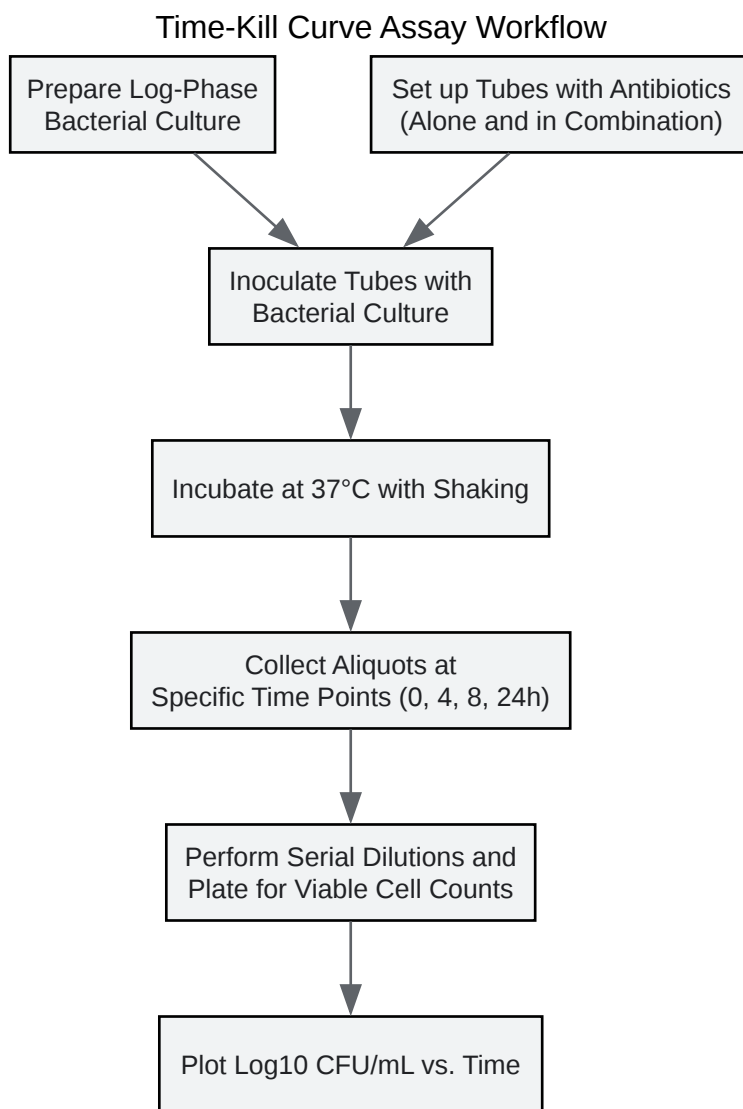 Time-Kill Curve Assay Workflow
Prepare Log-Phase
Bacterial Culture
Set up Tubes with Antibiotics
(Alone and in Combination)
Inoculate Tubes with
Bacterial Culture
Incubate at 37°C with Shaking
Collect Aliquots at
Specific Time Points (0, 4, 8, 24h)
Perform Serial Dilutions and
Plate for Viable Cell Counts
Plot Log10 CFU/mL vs. Time